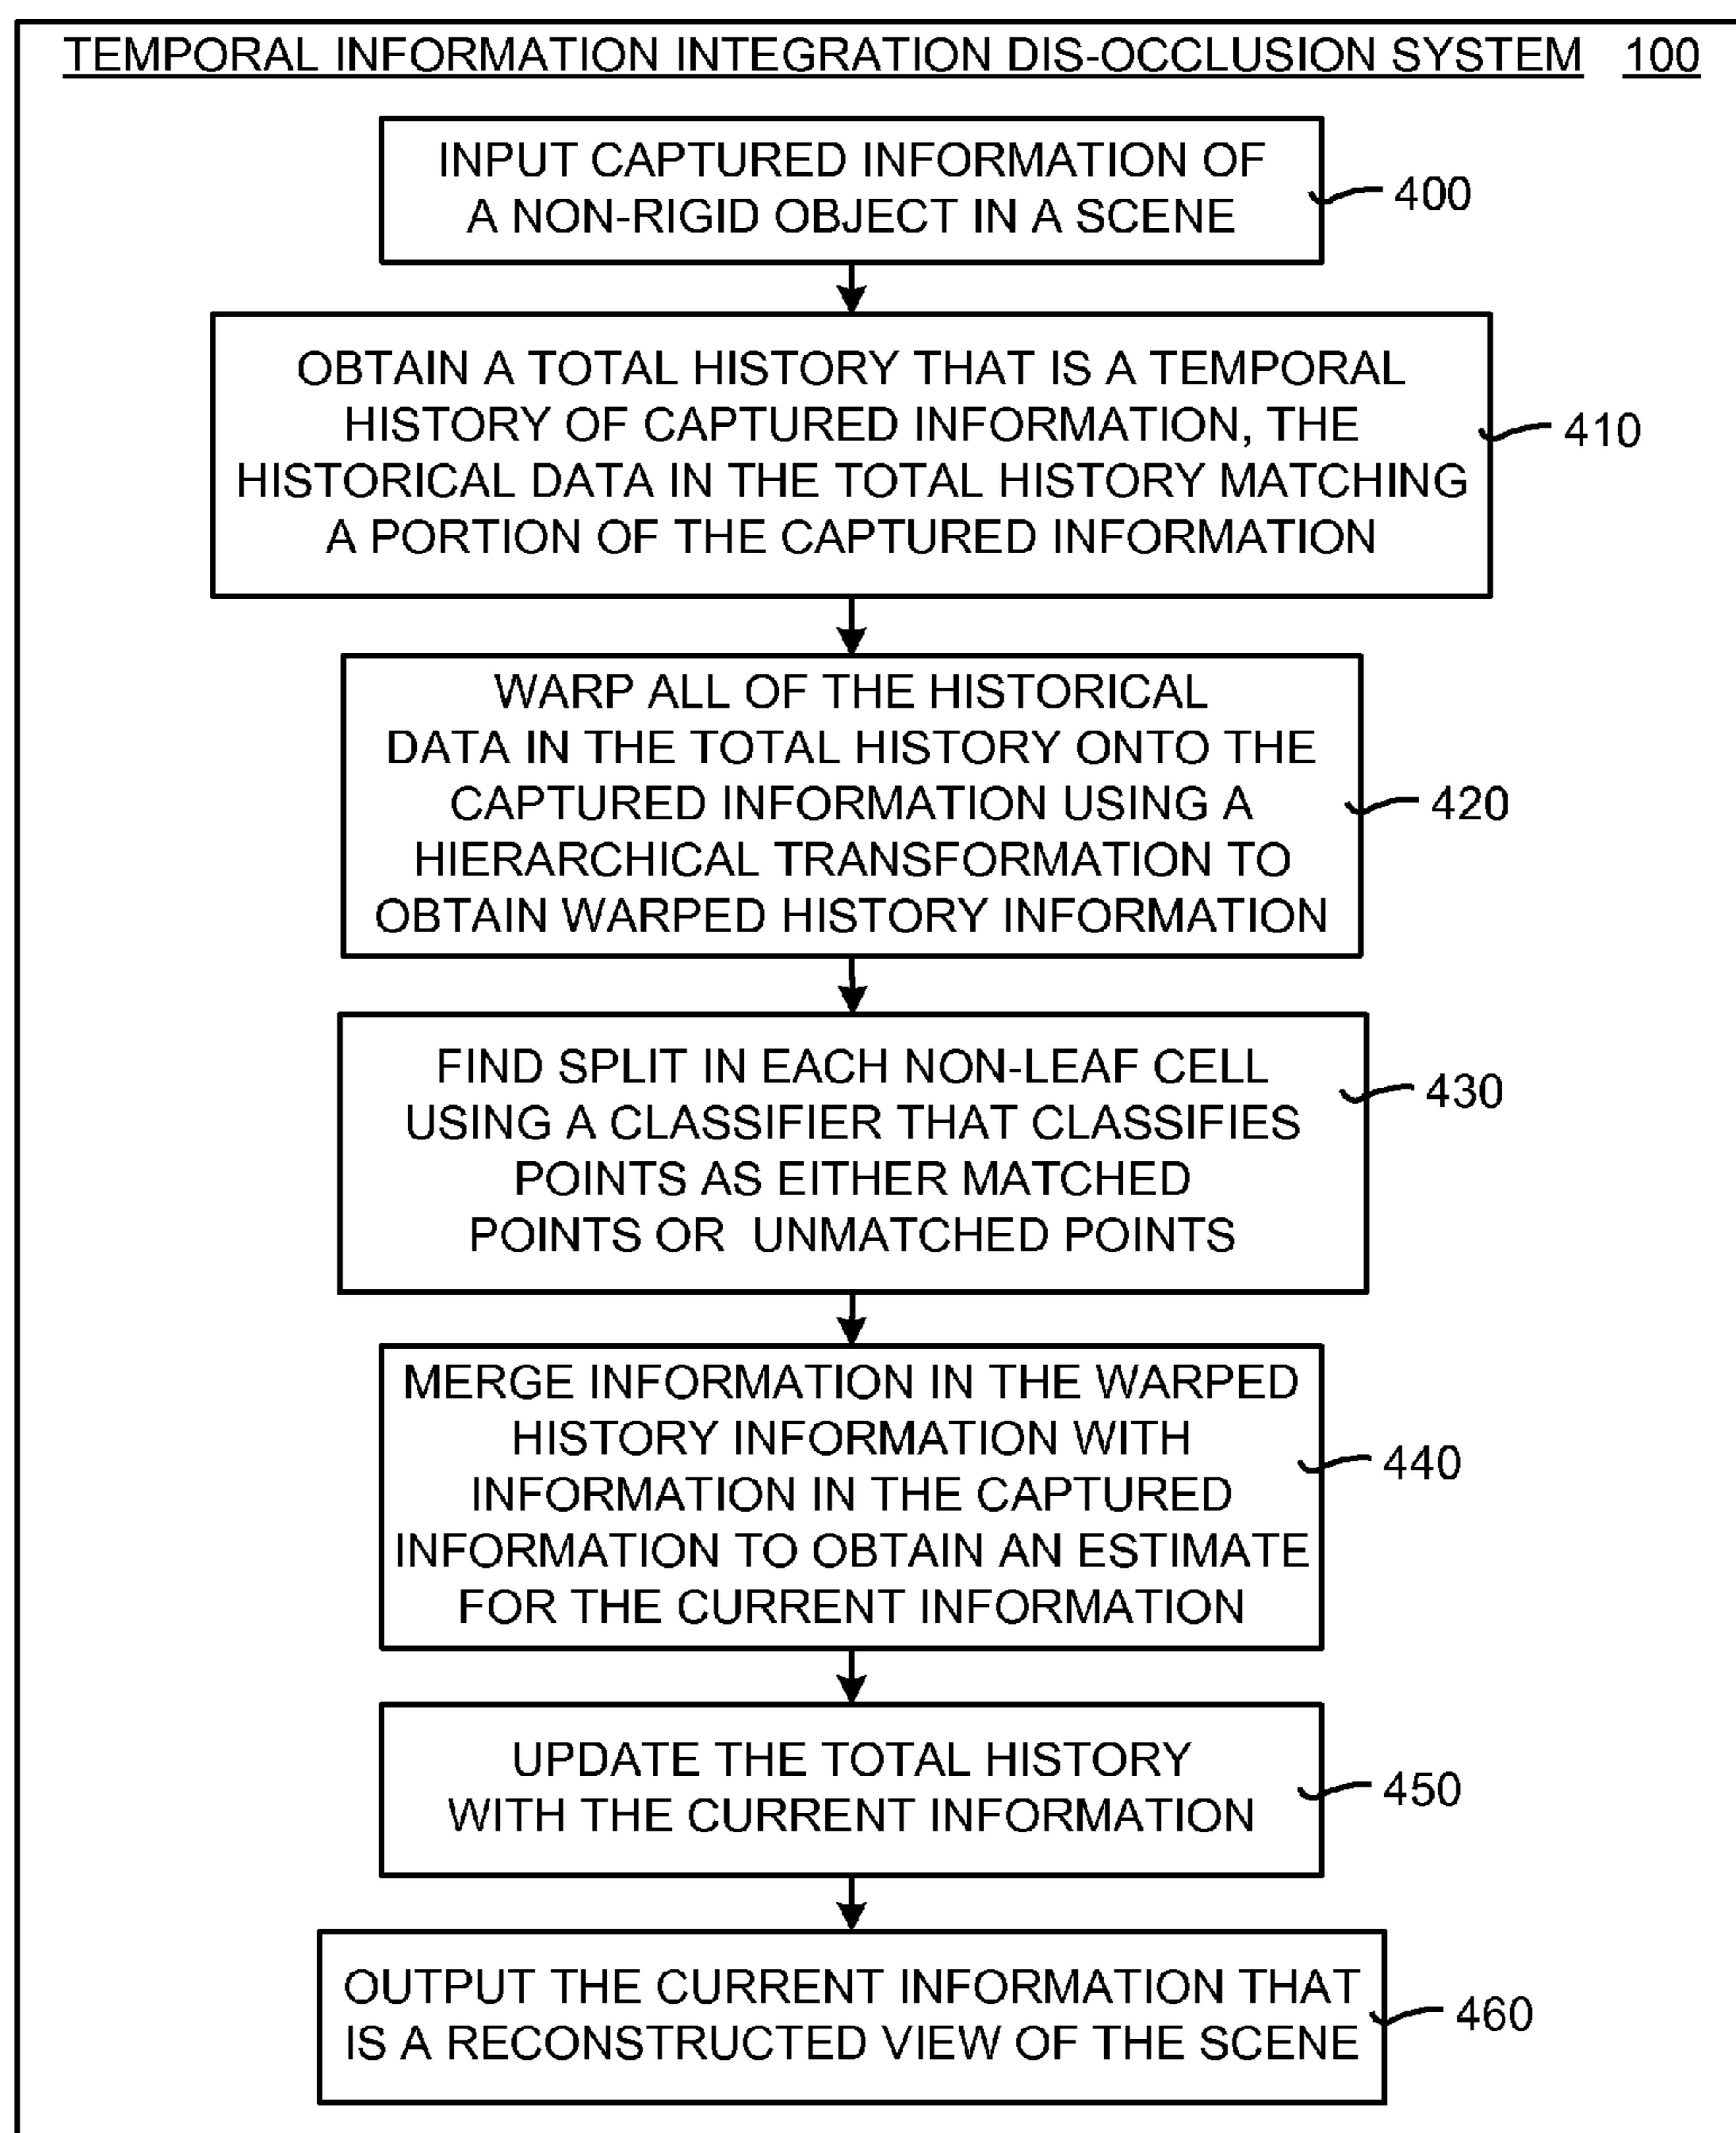 TEMPORAL INFORMATION INTEGRATION DIS-OCCLUSION SYSTEM 100
INPUT CAPTURED INFORMATION OF
A NON-RIGID OBJECT IN A SCENE
400
OBTAIN A TOTAL HISTORY THAT IS A TEMPORAL
HISTORY OF CAPTURED INFORMATION, THE
HISTORICAL DATA IN THE TOTAL HISTORY MATCHING
A PORTION OF THE CAPTURED INFORMATION
410
WARP ALL OF THE HISTORICAL
DATA IN THE TOTAL HISTORY ONTO THE
CAPTURED INFORMATION USING A
HIERARCHICAL TRANSFORMATION TO
OBTAIN WARPED HISTORY INFORMATION
420
FIND SPLIT IN EACH NON-LEAF CELL
USING A CLASSIFIER THAT CLASSIFIES
POINTS AS EITHER MATCHED
POINTS OR UNMATCHED POINTS
430
MERGE INFORMATION IN THE WARPED
HISTORY INFORMATION WITH
INFORMATION IN THE CAPTURED
INFORMATION TO OBTAIN AN ESTIMATE
FOR THE CURRENT INFORMATION
440
UPDATE THE TOTAL HISTORY
WITH THE CURRENT INFORMATION
450
OUTPUT THE CURRENT INFORMATION THAT
IS A RECONSTRUCTED VIEW OF THE SCENE
460